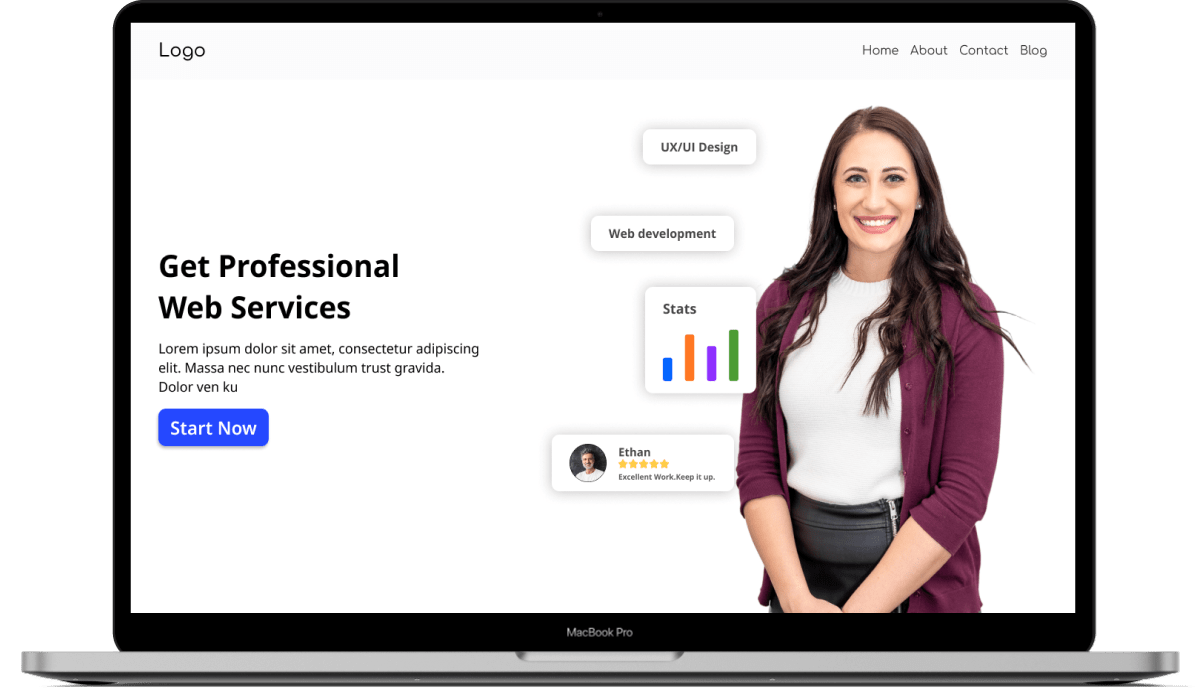 Logo
Home About Contact Blog
UX/UI Design
Web development
Get Professional
Web Services
Lorem ipsum dolor sit amet, consectetur adipiscing
elit. Massa nec nunc vestibulum trust gravida.
Dolor ven ku
Start Now
Stats
Ethan
Excellent Work.Keep it up.
MacBook Pro